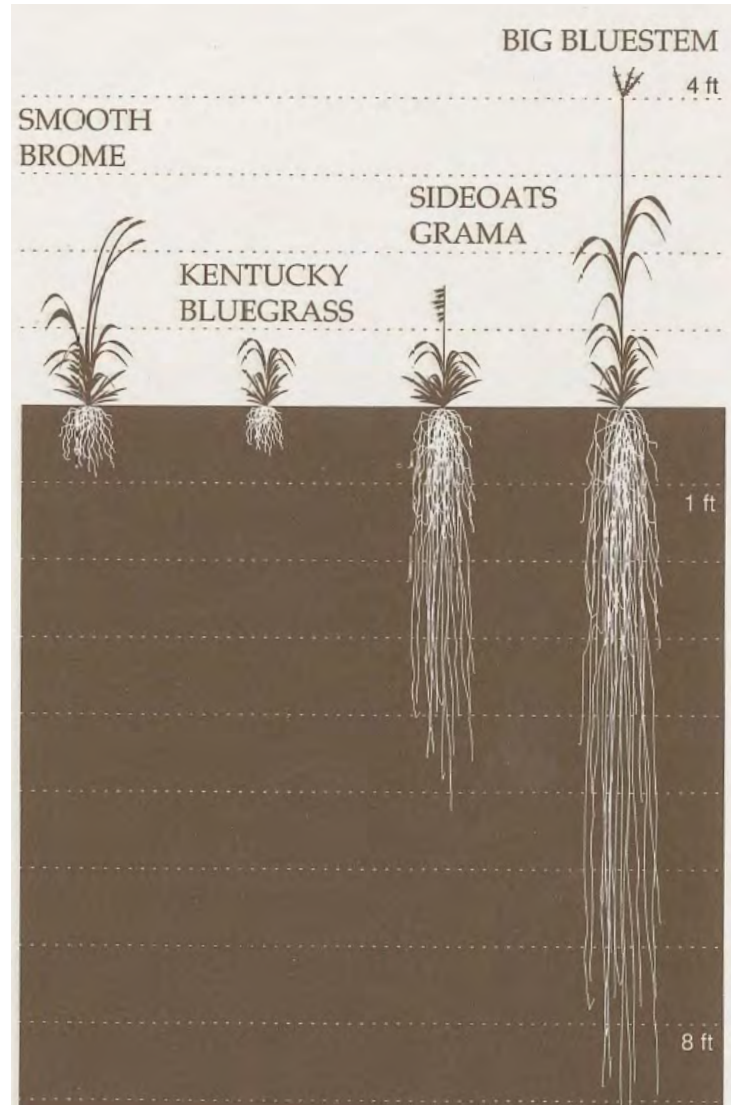 BIG BLUESTEM
4 ft
SMOOTH
BROME
SIDEOATS
GRAMA
KENTUCKY
BLUEGRASS
1 ft
8 ft